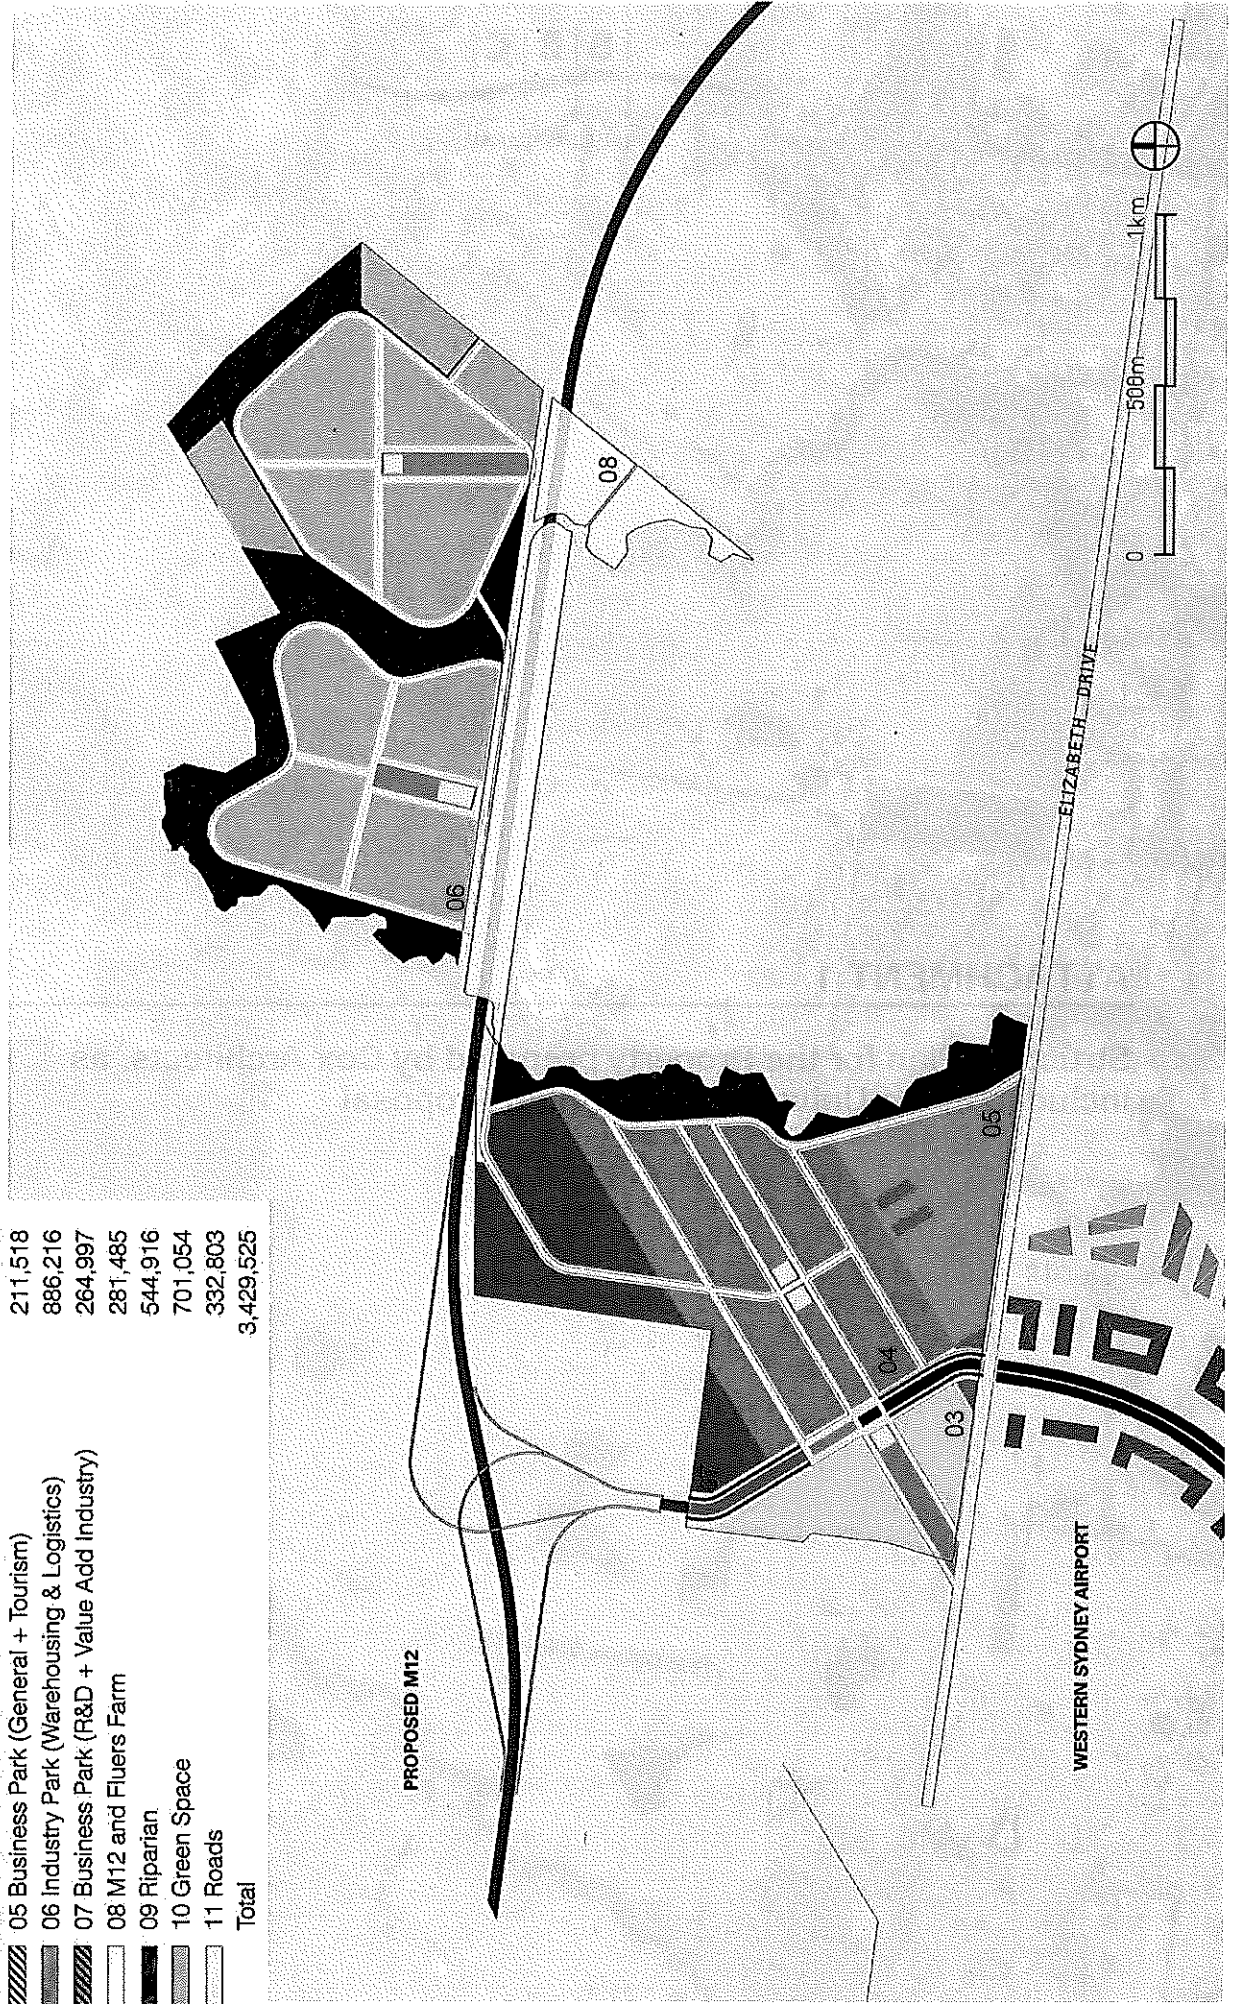 05 Business Park (General + Tourism) 211,518
06 Industry Park (Warehousing & Logistics) 886,216
07 Business Park (R&D + Value Add Industry) 264,997
08 M12 and Fluers Farm 281,485
09 Riparian 544,916
10 Green Space 701,054
11 Roads 332,803
Total 3,429,525
PROPOSED M12
06
08
04
05
03
ELIZABETH DRIVE
WESTERN SYDNEY AIRPORT
0 500m 1km